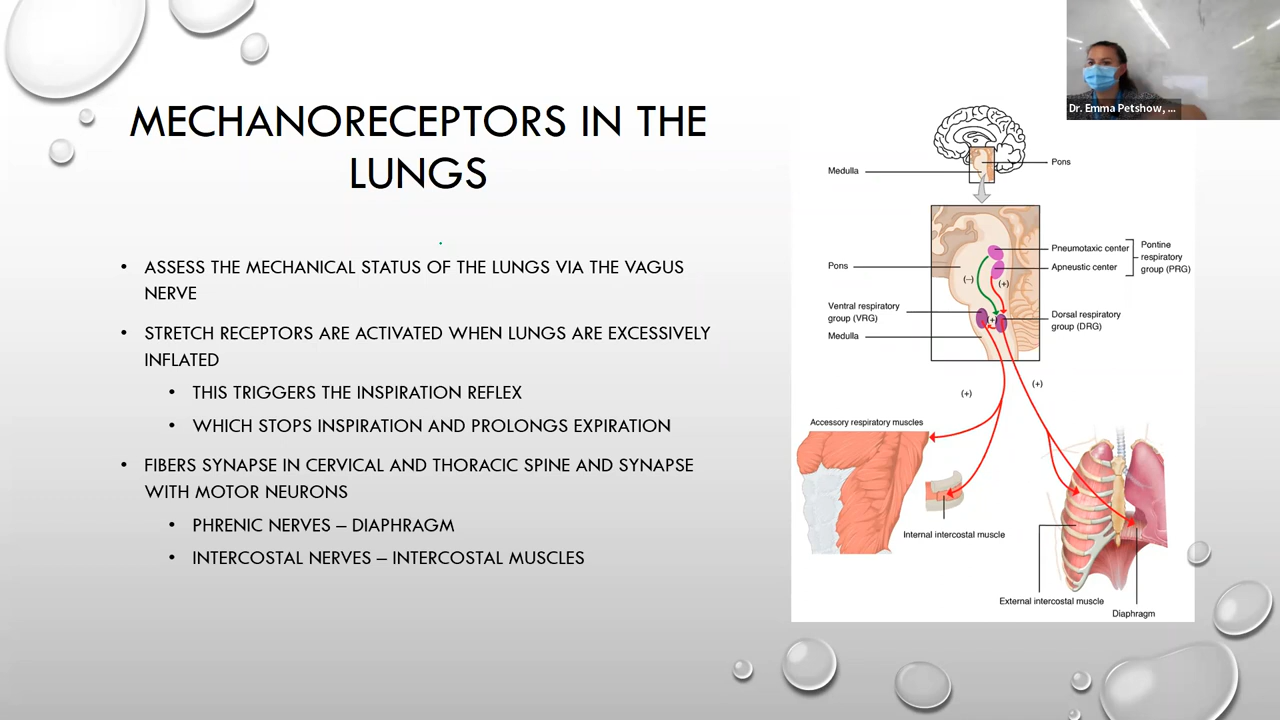 MECHANORECEPTORS IN THE
LUNGS
• ASSESS THE MECHANICAL STATUS OF THE LUNGS VIA THE VAGUS
NERVE
• STRETCH RECEPTORS ARE ACTIVATED WHEN LUNGS ARE EXCESSIVELY
INFLATED
• THIS TRIGGERS THE INSPIRATION REFLEX
• WHICH STOPS INSPIRATION AND PROLONGS EXPIRATION
• FIBERS SYNAPSE IN CERVICAL AND THORACIC SPINE AND SYNAPSE
WITH MOTOR NEURONS
• PHRENIC NERVES – DIAPHRAGM
• INTERCOSTAL NERVES – INTERCOSTAL MUSCLES
Dr. Emma Petshow, ...
Medulla
Pons
Pneumotaxic center
Apneustic center
Pontine
respiratory
group (PRG)
Pons
(–)
(+)
Ventral respiratory
group (VRG)
(+)
Dorsal respiratory
group (DRG)
Medulla
(+)
(+)
Accessory respiratory muscles
Internal intercostal muscle
External intercostal muscle
Diaphragm